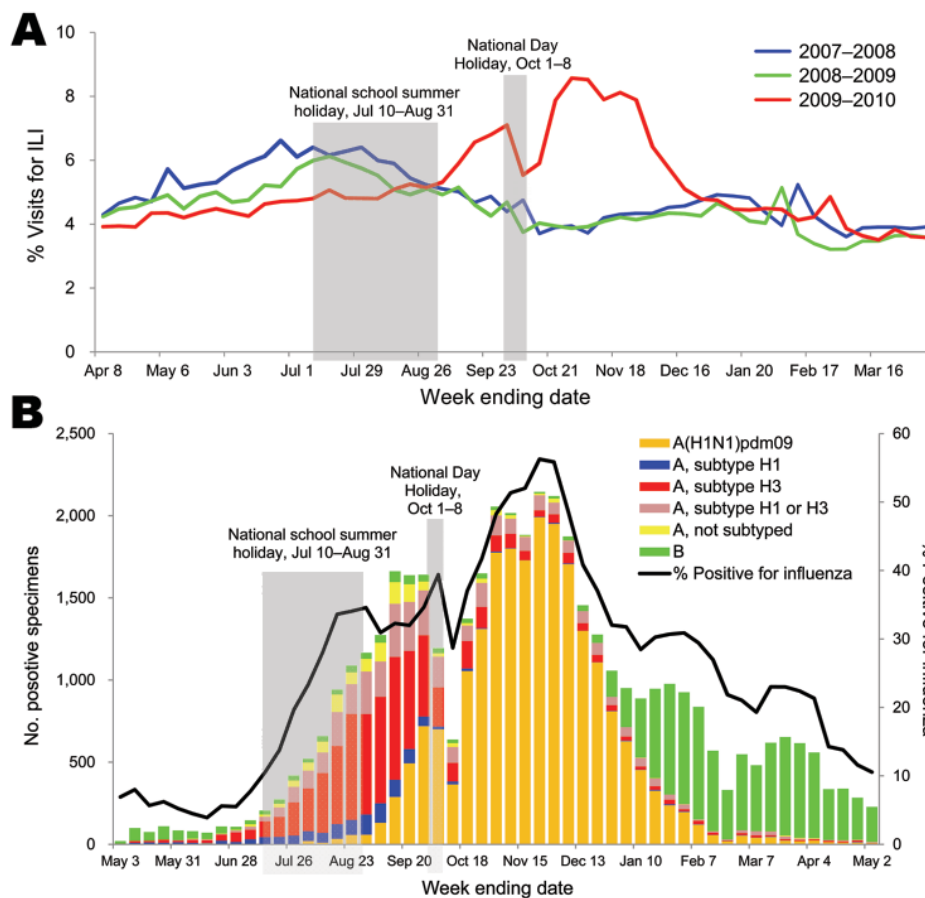 A
10
8
6
4
2
0
% Visits for ILI
National school summer
holiday, Jul 10–Aug 31
National Day
Holiday, Oct 1–8
2007–2008
2008–2009
2009–2010
Apr 8 May 6 Jun 3 Jul 1 Jul 29 Aug 26 Sep 23 Oct 21 Nov 18 Dec 16 Jan 20 Feb 17 Mar 16
Week ending date
B
2,500
2,000
1,500
1,000
500
0
No. posotive specimens
National school summer
holiday, Jul 10–Aug 31
National Day
Holiday,
Oct 1–8
A(H1N1)pdm09
A, subtype H1
A, subtype H3
A, subtype H1 or H3
A, not subtyped
B
% Positive for influenza
60
50
40
30
20
10
0
May 3 May 31 Jun 28 Jul 26 Aug 23 Sep 20 Oct 18 Nov 15 Dec 13 Jan 10 Feb 7 Mar 7 Apr 4 May 2
Week ending date